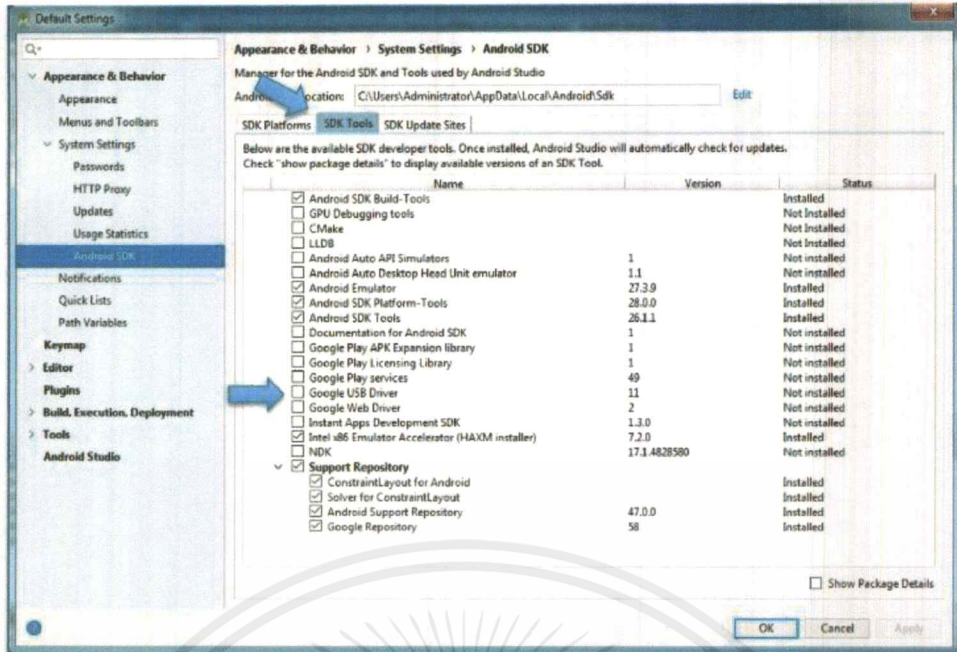 Default Settings
Appearance & Behavior
Appearance
Menus and Toolbars
System Settings
Passwords
HTTP Proxy
Updates
Usage Statistics
Android SDK
Notifications
Quick Lists
Path Variables
Keymap
Editor
Plugins
Build, Execution, Deployment
Tools
Android Studio
Appearance & Behavior > System Settings > Android SDK
Manager for the Android SDK and Tools used by Android Studio
C:\Users\Administrator\AppData\Local\Android\Sdk Edit
SDK Platforms SDK Tools SDK Update Sites
Below are the available SDK developer tools. Once installed, Android Studio will automatically check for updates.
Check "show package details" to display available versions of an SDK Tool.
Name Version Status
Android SDK Build-Tools Installed
GPU Debugging tools Not Installed
CMake Not Installed
LLDB Not Installed
Android Auto API Simulators 1 Not installed
Android Auto Desktop Head Unit emulator 1.1 Not installed
Android Emulator 27.3.9 Installed
Android SDK Platform-Tools 28.0.0 Installed
Android SDK Tools 26.1.1 Installed
Documentation for Android SDK 1 Not installed
Google Play APK Expansion library 1 Not installed
Google Play Licensing Library 1 Not installed
Google Play services 49 Not installed
Google USB Driver 11 Not installed
Google Web Driver 2 Not installed
Instant Apps Development SDK 1.3.0 Not installed
Intel x86 Emulator Accelerator (HAXM installer) 7.2.0 Installed
NDK 17.1.4828580 Not installed
Support Repository
ConstraintLayout for Android Installed
Solver for ConstraintLayout Installed
Android Support Repository 47.0.0 Installed
Google Repository 58 Installed
Show Package Details
OK Cancel Apply